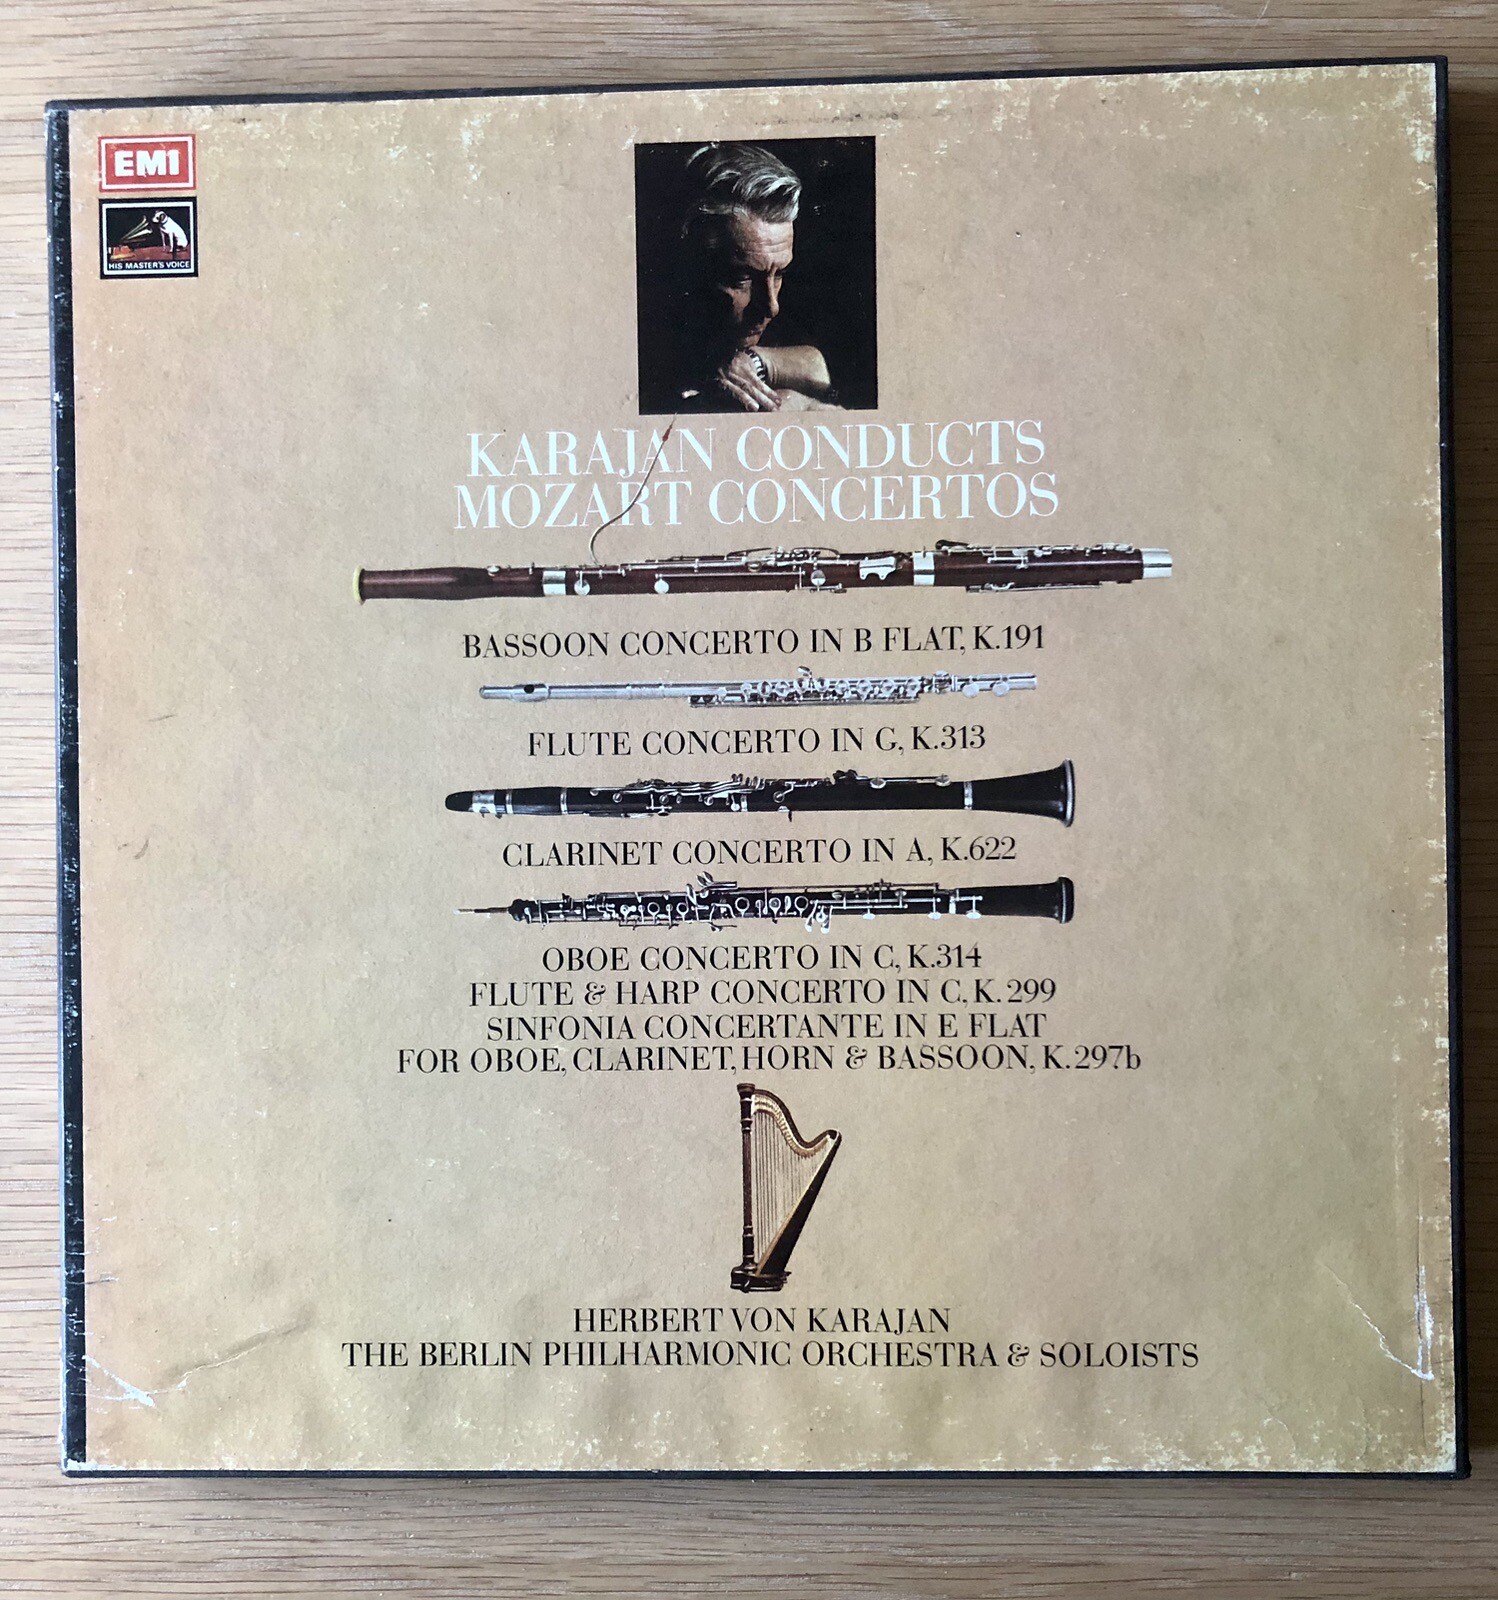 EMI
HIS MASTER'S VOICE
KARAJAN CONDUCTS
MOZART CONCERTOS
BASSOON CONCERTO IN B FLAT, K.191
FLUTE CONCERTO IN G, K.313
CLARINET CONCERTO IN A, K.622
OBOE CONCERTO IN C, K.314
FLUTE & HARP CONCERTO IN C, K.299
SINFONIA CONCERTANTE IN E FLAT
FOR OBOE, CLARINET, HORN & BASSOON, K.297b
HERBERT VON KARAJAN
THE BERLIN PHILHARMONIC ORCHESTRA & SOLOISTS